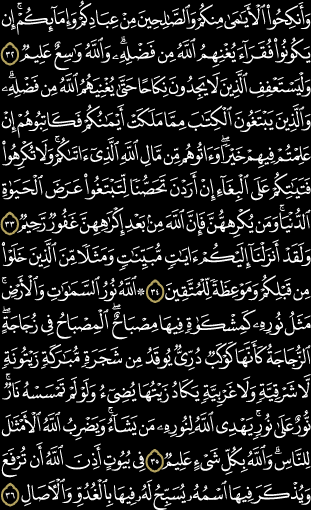 وَأَنكِحُوا۟ ٱلْأَيَـٰمَىٰ مِنكُمْ وَٱلصَّـٰلِحِينَ مِنْ عِبَادِكُمْ وَإِمَآئِكُمْ ۚ إِن
يَكُونُوا۟ فُقَرَآءَ يُغْنِهِمُ ٱللَّهُ مِن فَضْلِهِۦ ۗ وَٱللَّهُ وَٰسِعٌ عَلِيمٌ ﴿٣٢﴾
وَلْيَسْتَعْفِفِ ٱلَّذِينَ لَا يَجِدُونَ نِكَاحًا حَتَّىٰ يُغْنِيَهُمُ ٱللَّهُ مِن فَضْلِهِۦ ۗ
وَٱلَّذِينَ يَبْتَغُونَ ٱلْكِتَـٰبَ مِمَّا مَلَكَتْ أَيْمَـٰنُكُمْ فَكَاتِبُوهُمْ إِنْ
عَلِمْتُمْ فِيهِمْ خَيْرًا ۖ وَءَاتُوهُم مِّن مَّالِ ٱللَّهِ ٱلَّذِىٓ ءَاتَىٰكُمْ ۚ وَلَا تُكْرِهُوا۟
فَتَيَـٰتِكُمْ عَلَى ٱلْبِغَآءِ إِنْ أَرَدْنَ تَحَصُّنًا لِّتَبْتَغُوا۟ عَرَضَ ٱلْحَيَوٰةِ
ٱلدُّنْيَا ۚ وَمَن يُكْرِههُّنَّ فَإِنَّ ٱللَّهَ مِنۢ بَعْدِ إِكْرَٰهِهِنَّ غَفُورٌ رَّحِيمٌ ﴿٣٣﴾
وَلَقَدْ أَنزَلْنَآ إِلَيْكُمْ ءَايَـٰتٍ مُّبَيِّنَـٰتٍ وَمَثَلًا مِّنَ ٱلَّذِينَ خَلَوْا۟
مِن قَبْلِكُمْ وَمَوْعِظَةً لِّلْمُتَّقِينَ ﴿٣٤﴾ ۞ ٱللَّهُ نُورُ ٱلسَّمَـٰوَٰتِ وَٱلْأَرْضِ ۚ
مَثَلُ نُورِهِۦ كَمِشْكَوٰةٍ فِيهَا مِصْبَاحٌ ۖ ٱلْمِصْبَاحُ فِى زُجَاجَةٍ ۖ
ٱلزُّجَاجَةُ كَأَنَّهَا كَوْكَبٌ دُرِّىٌّ يُوقَدُ مِن شَجَرَةٍ مُّبَـٰرَكَةٍ زَيْتُونَةٍ
لَّا شَرْقِيَّةٍ وَلَا غَرْبِيَّةٍ يَكَادُ زَيْتُهَا يُضِىٓءُ وَلَوْ لَمْ تَمْسَسْهُ نَارٌ ۚ
نُّورٌ عَلَىٰ نُورٍ ۗ يَهْدِى ٱللَّهُ لِنُورِهِۦ مَن يَشَآءُ ۚ وَيَضْرِبُ ٱللَّهُ ٱلْأَمْثَـٰلَ
لِلنَّاسِ ۗ وَٱللَّهُ بِكُلِّ شَىْءٍ عَلِيمٌ ﴿٣٥﴾ فِى بُيُوتٍ أَذِنَ ٱللَّهُ أَن تُرْفَعَ
وَيُذْكَرَ فِيهَا ٱسْمُهُۥ يُسَبِّحُ لَهُۥ فِيهَا بِٱلْغُدُوِّ وَٱلْـَٔاصَالِ ﴿٣٦﴾